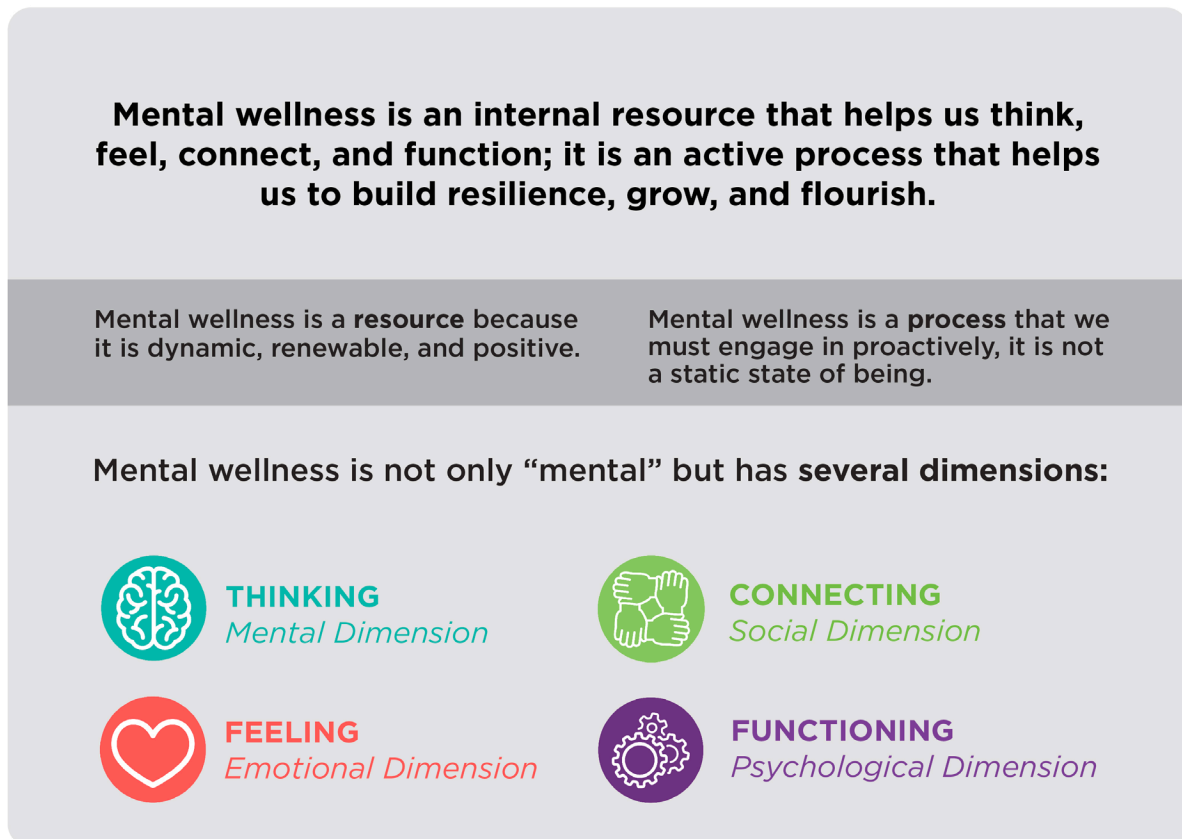 Mental wellness is an internal resource that helps us think,
feel, connect, and function; it is an active process that helps
us to build resilience, grow, and flourish.
Mental wellness is a resource because
it is dynamic, renewable, and positive.
Mental wellness is a process that we
must engage in proactively, it is not
a static state of being.
Mental wellness is not only “mental” but has several dimensions:
THINKING
Mental Dimension
CONNECTING
Social Dimension
FEELING
Emotional Dimension
FUNCTIONING
Psychological Dimension